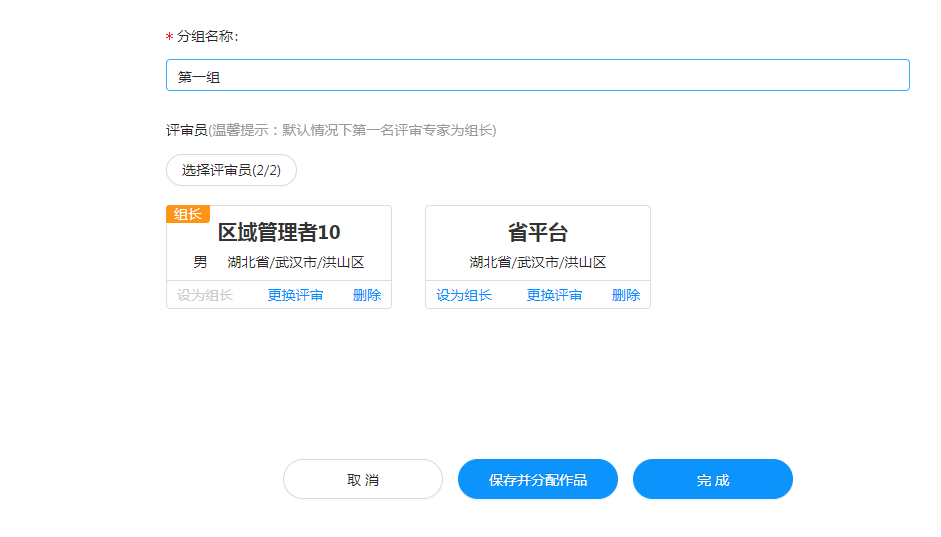 * 分组名称:
第一组
评审员(温馨提示：默认情况下第一名评审专家为组长)
选择评审员(2/2)
组长
区域管理者10
男 湖北省/武汉市/洪山区
设为组长 更换评审 删除
省平台
湖北省/武汉市/洪山区
设为组长 更换评审 删除
取 消 保存并分配作品 完 成